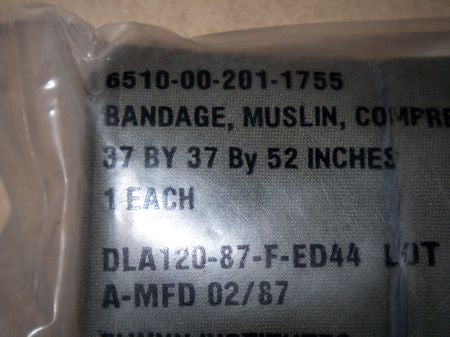 6510-00-201-1755
BANDAGE, MUSLIN, COMPRE
37 BY 37 By 52 INCHES
1 EACH
DLA120-87-F-ED44 LOT
A-MFD 02/87